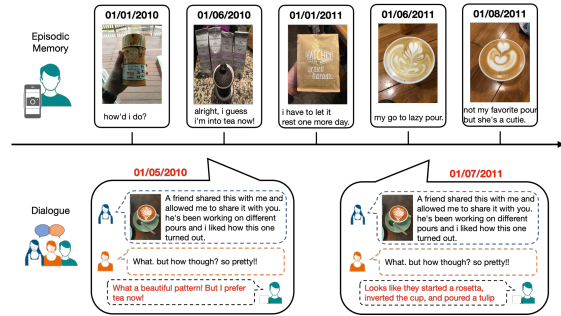 Episodic
Memory
01/01/2010
how'd i do?
01/06/2010
alright, i guess
i'm into tea now!
01/01/2011
i have to let it
rest one more day.
01/06/2011
my go to lazy pour.
01/08/2011
not my favorite pour
but she's a cutie.
Dialogue
01/05/2010
A friend shared this with me and
allowed me to share it with you.
he's been working on different
pours and i liked how this one
turned out.
What. but how though? so pretty!!
What a beautiful pattern! But I prefer
tea now!
01/07/2011
A friend shared this with me and
allowed me to share it with you.
he's been working on different
pours and i liked how this one
turned out.
What. but how though? so pretty!!
Looks like they started a rosetta,
inverted the cup, and poured a tulip